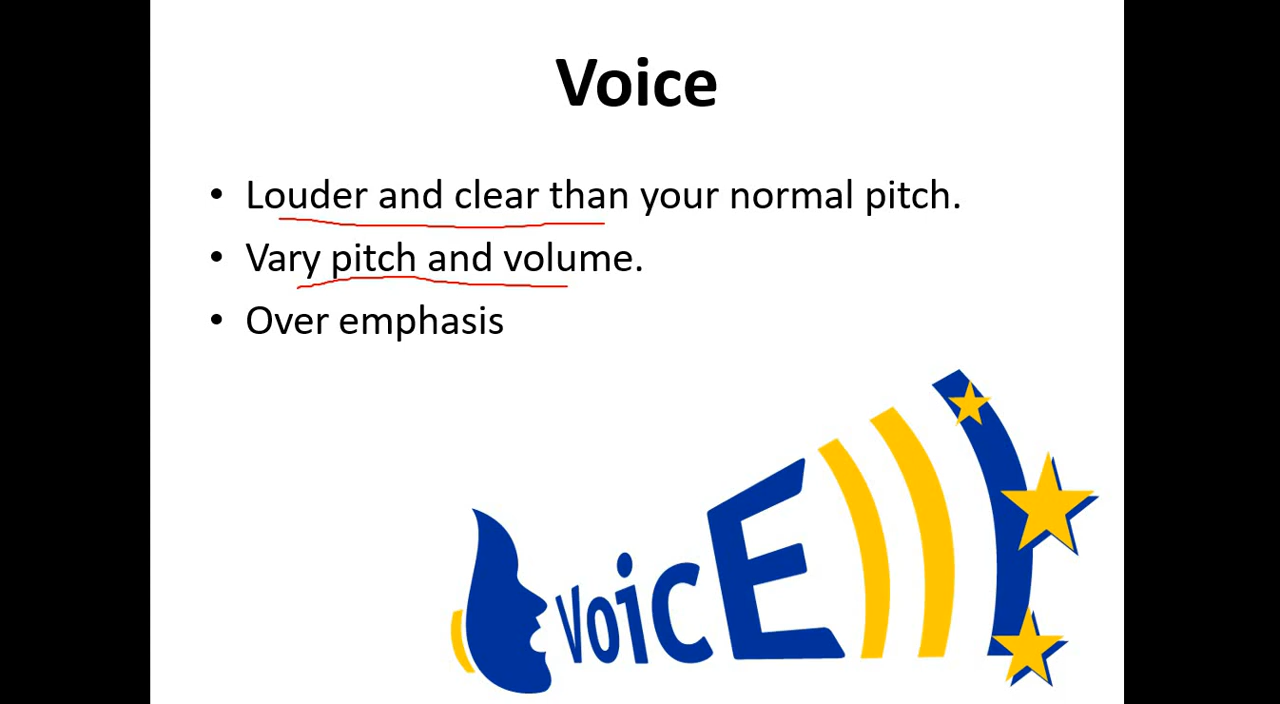 Voice
• Louder and clear than your normal pitch.
• Vary pitch and volume.
• Over emphasis
VoicE